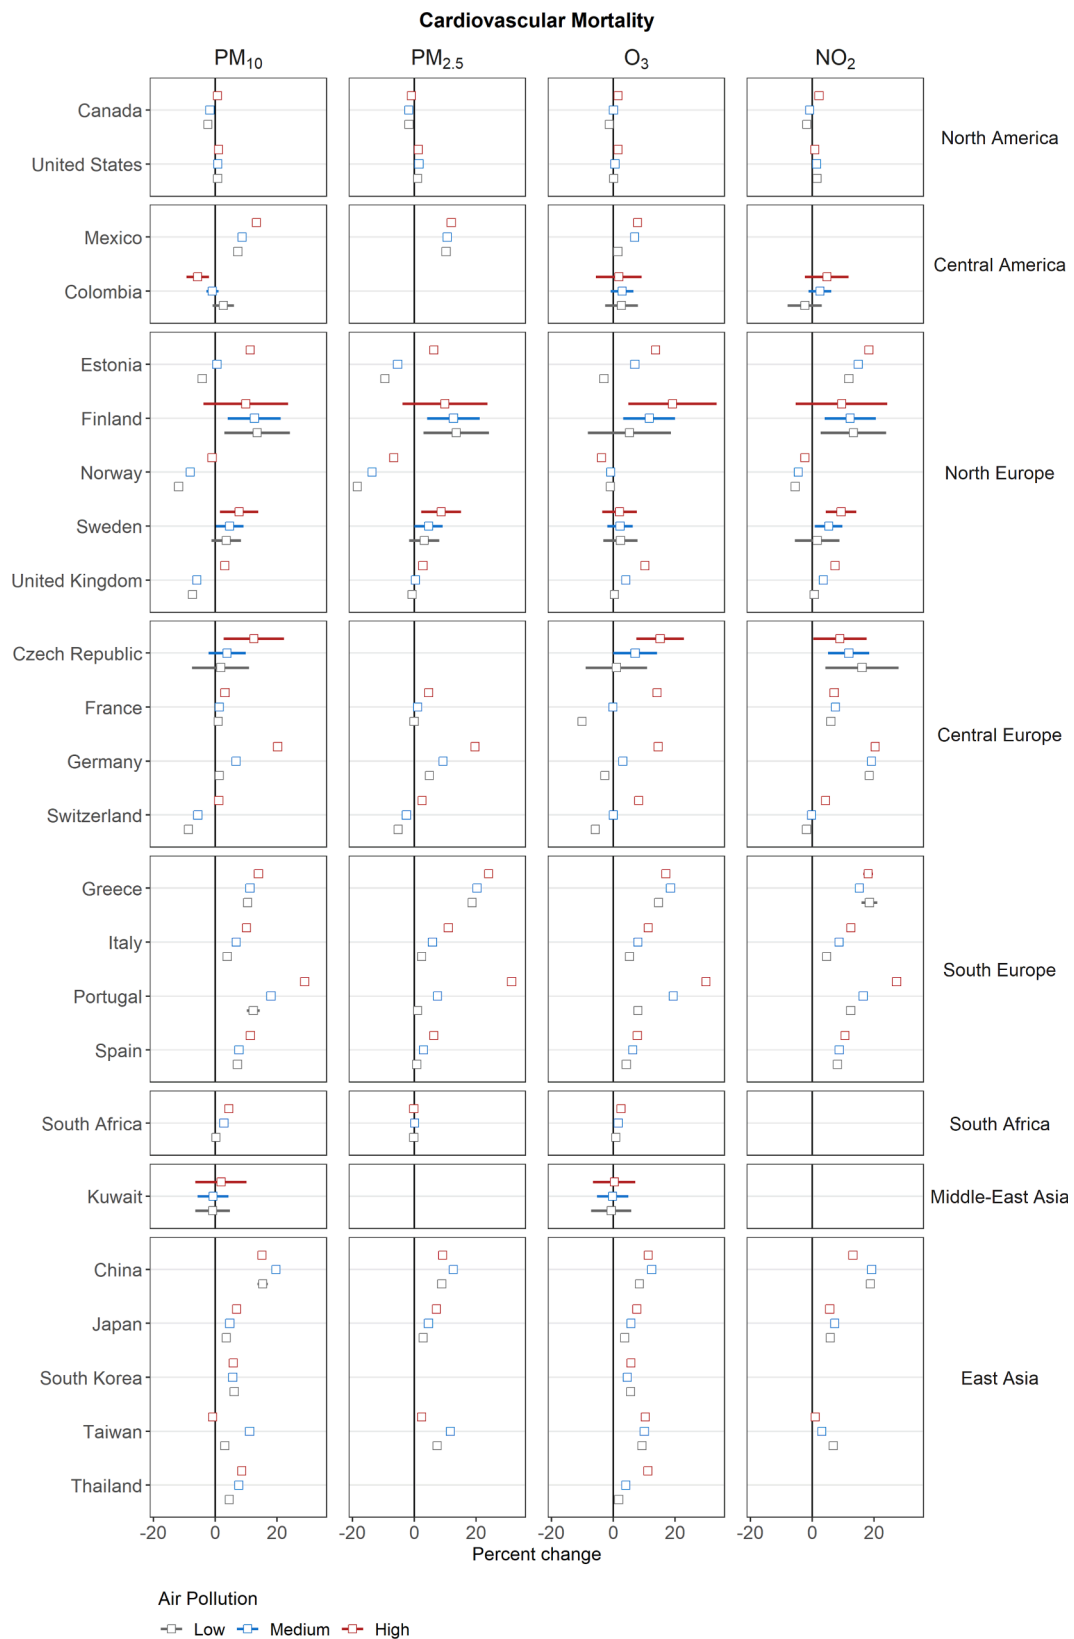 Cardiovascular Mortality
PM10 PM2.5 O3 NO2
Canada
United States
North America
Mexico
Colombia
Central America
Estonia
Finland
Norway
Sweden
United Kingdom
North Europe
Czech Republic
France
Germany
Switzerland
Central Europe
Greece
Italy
Portugal
Spain
South Europe
South Africa
South Africa
Kuwait
Middle-East Asia
China
Japan
South Korea
Taiwan
Thailand
East Asia
-20 0 20 -20 0 20 -20 0 20 -20 0 20
Percent change
Air Pollution
Low Medium High